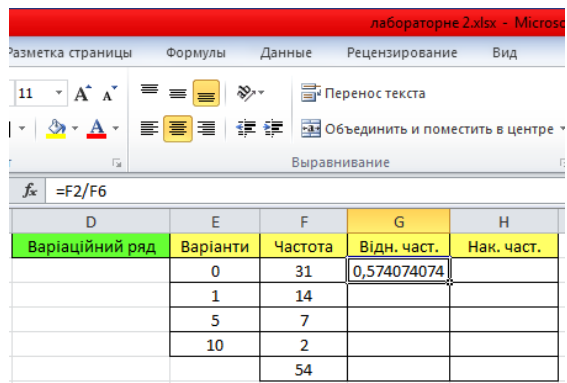 лабораторне 2.xlsx - Microso
Разметка страницы Формулы Данные Рецензирование Вид
11 A A Перенос текста
А a Объединить и поместить в центре
Выравнивание
fx =F2/F6
D E F G H
Варіаційний ряд Варіанти Частота Відн. част. Нак. част.
0 31 0,574074074
1 14
5 7
10 2
54